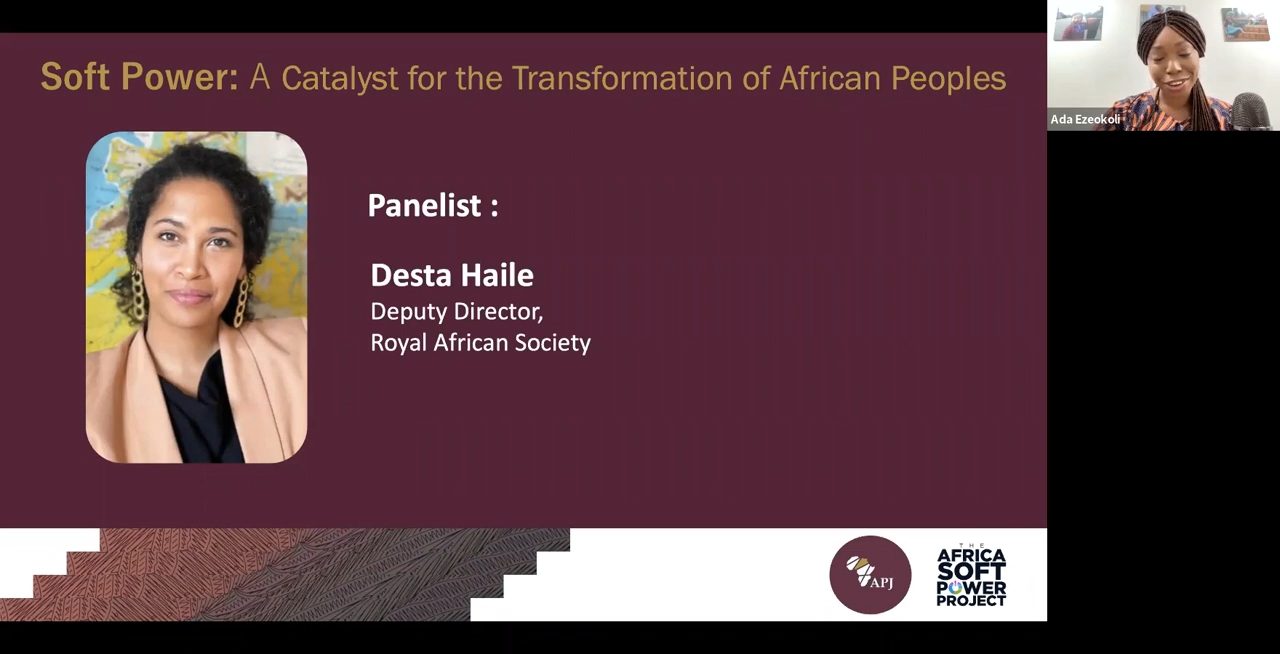 Soft Power: A Catalyst for the Transformation of African Peoples
Ada Ezeokoli
Panelist :
Desta Haile
Deputy Director,
Royal African Society
APJ
THE
AFRICA
SOFT
POWER
PROJECT